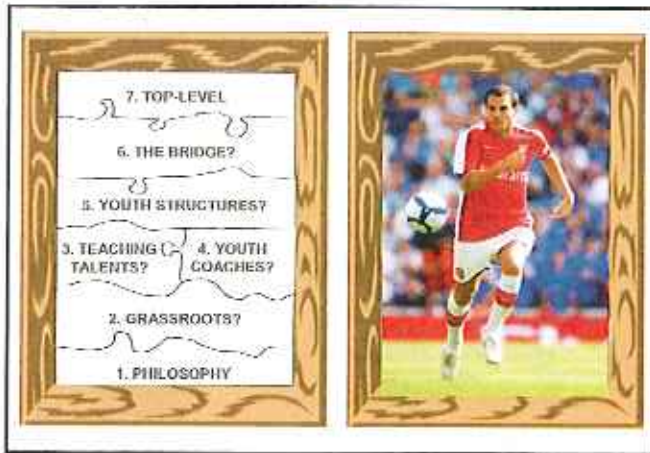 7. TOP-LEVEL
6. THE BRIDGE?
5. YOUTH STRUCTURES?
3. TEACHING
TALENTS?
4. YOUTH
COACHES?
2. GRASSROOTS?
1. PHILOSOPHY